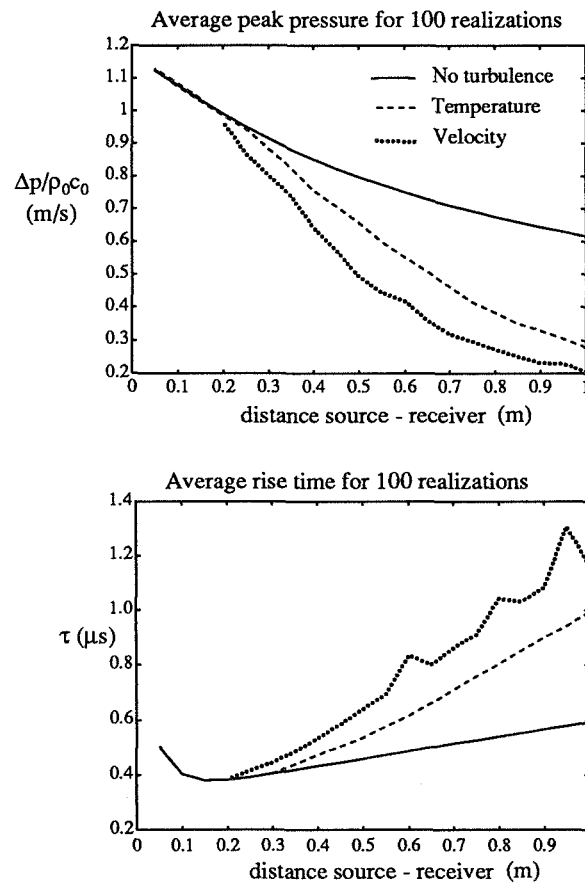 Average peak pressure for 100 realizations
1.2
1.1
1
0.9
0.8
0.7
0.6
0.5
0.4
0.3
0.2
Δp/ρ₀c₀
(m/s)
No turbulence
Temperature
Velocity
0 0.1 0.2 0.3 0.4 0.5 0.6 0.7 0.8 0.9 1
distance source - receiver (m)
Average rise time for 100 realizations
1.4
1.2
1.0
0.8
0.6
0.4
0.2
τ (μs)
0 0.1 0.2 0.3 0.4 0.5 0.6 0.7 0.8 0.9
distance source - receiver (m)